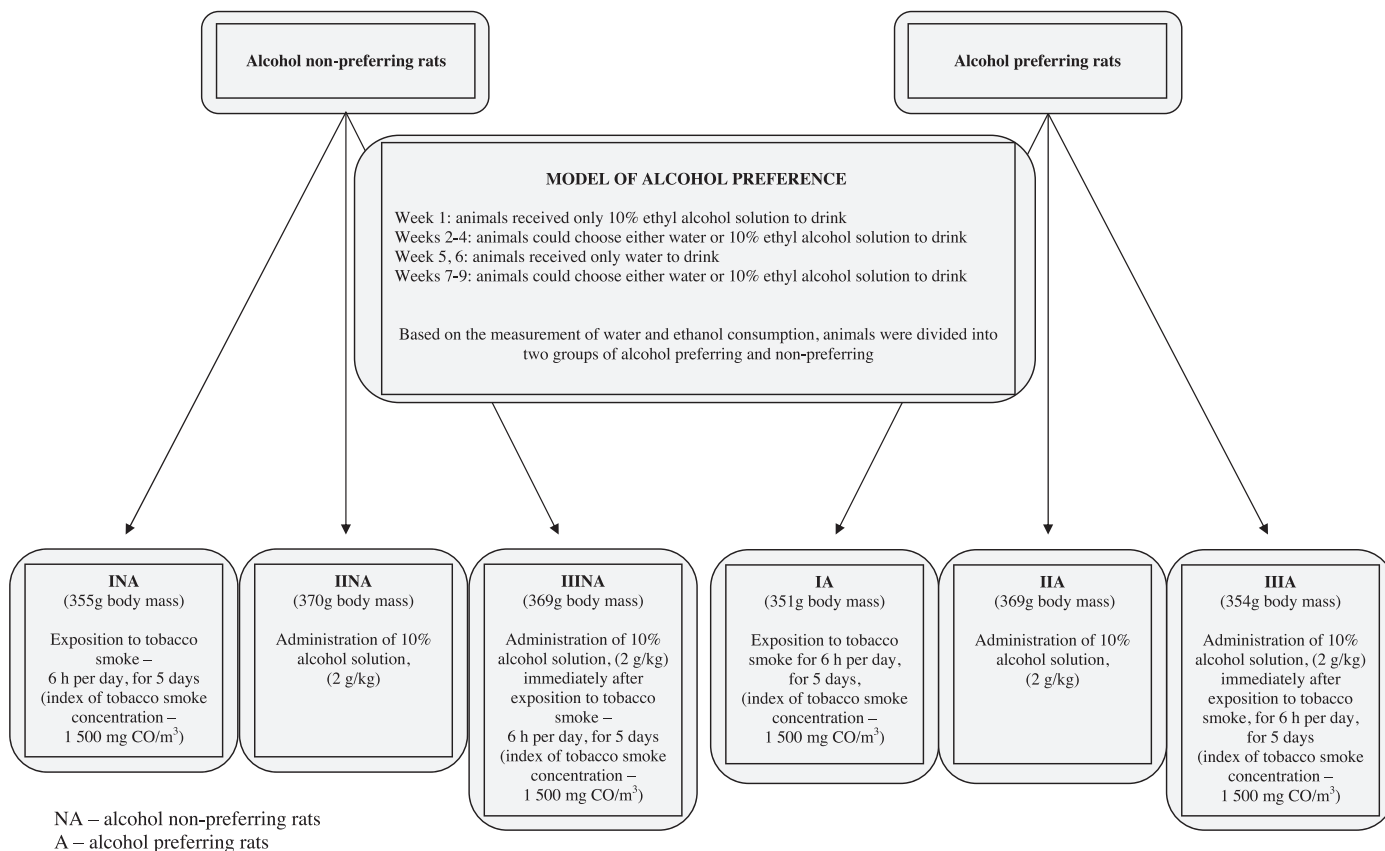 Alcohol non-preferring rats
Alcohol preferring rats
MODEL OF ALCOHOL PREFERENCE
Week 1: animals received only 10% ethyl alcohol solution to drink
Weeks 2-4: animals could choose either water or 10% ethyl alcohol solution to drink
Week 5, 6: animals received only water to drink
Weeks 7-9: animals could choose either water or 10% ethyl alcohol solution to drink
Based on the measurement of water and ethanol consumption, animals were divided into
two groups of alcohol preferring and non-preferring
INA
(355g body mass)
Exposition to tobacco
smoke –
6 h per day, for 5 days
(index of tobacco smoke
concentration –
1 500 mg CO/m³)
IINA
(370g body mass)
Administration of 10%
alcohol solution,
(2 g/kg)
IIINA
(369g body mass)
Administration of 10%
alcohol solution, (2 g/kg)
immediately after
exposition to tobacco
smoke –
6 h per day, for 5 days
(index of tobacco smoke
concentration –
1 500 mg CO/m³)
IA
(351g body mass)
Exposition to tobacco
smoke for 6 h per day,
for 5 days,
(index of tobacco smoke
concentration –
1 500 mg CO/m³)
IIA
(369g body mass)
Administration of 10%
alcohol solution,
(2 g/kg)
IIIA
(354g body mass)
Administration of 10%
alcohol solution, (2 g/kg)
immediately after
exposition to tobacco
smoke, for 6 h per day,
for 5 days
(index of tobacco smoke
concentration –
1 500 mg CO/m³)
NA – alcohol non-preferring rats
A – alcohol preferring rats